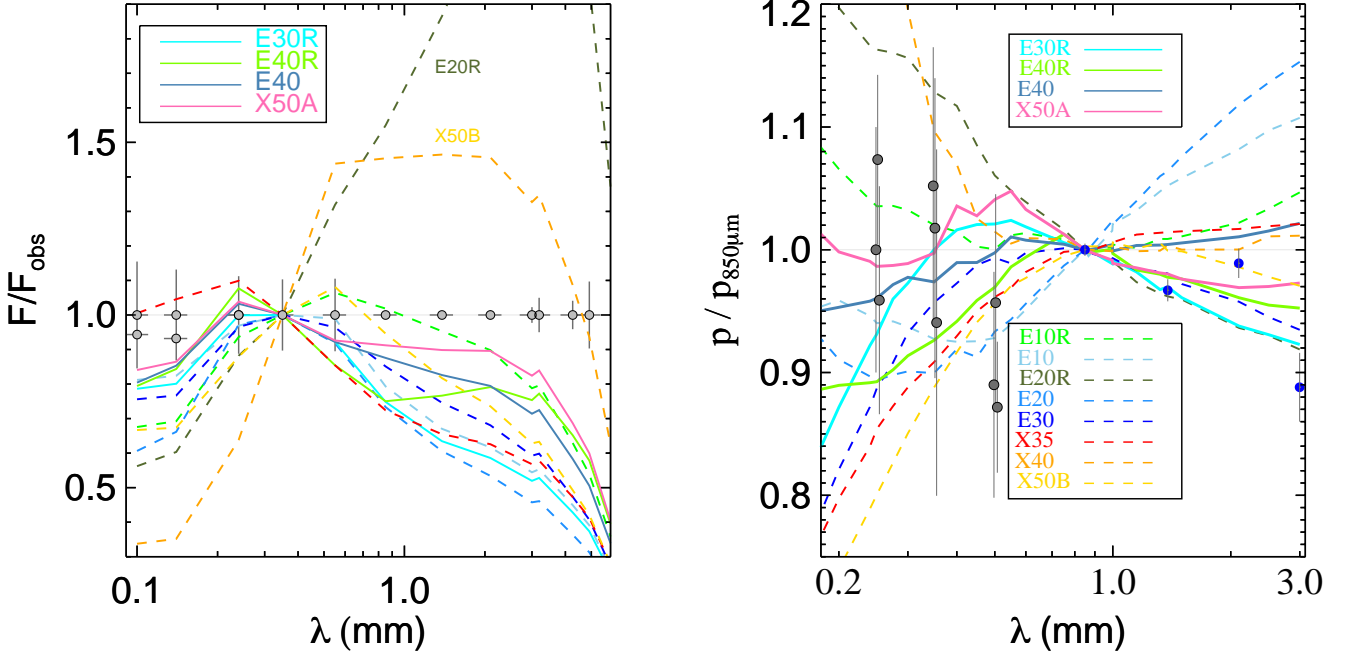 E30R
E40R
E40
X50A
E20R
X50B
1.5
1.0
0.5
F/F_obs
0.1
1.0
λ (mm)
1.2
1.1
1.0
0.9
0.8
p / p_850μm
E30R
E40R
E40
X50A
E10R
E10
E20R
E20
E30
X35
X40
X50B
0.2
1.0
3.0
λ (mm)